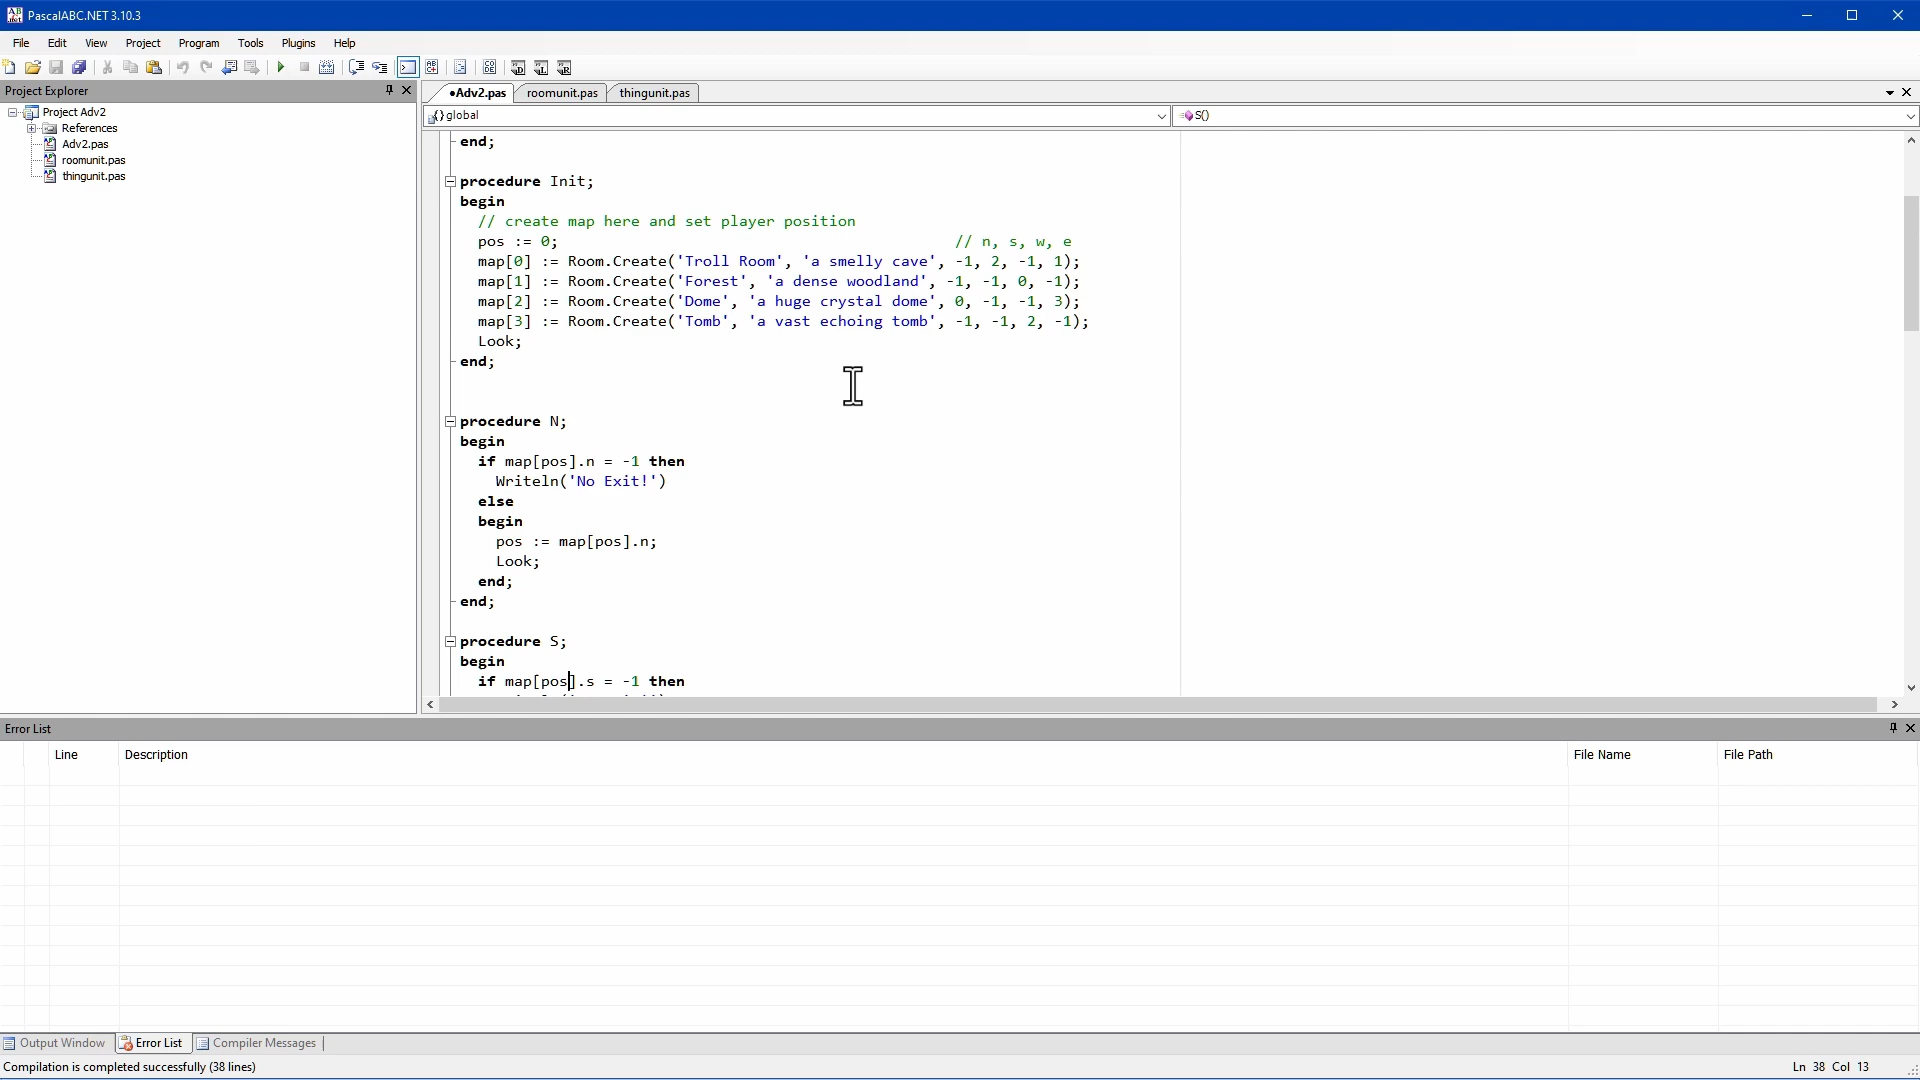 PascalABC.NET 3.10.3
File Edit View Project Program Tools Plugins Help
Project Explorer
Project Adv2
References
Adv2.pas
roomunit.pas
thingunit.pas
•Adv2.pas roomunit.pas thingunit.pas
{} global S()
end;
procedure Init;
begin
// create map here and set player position
pos := 0; // n, s, w, e
map[0] := Room.Create('Troll Room', 'a smelly cave', -1, 2, -1, 1);
map[1] := Room.Create('Forest', 'a dense woodland', -1, -1, 0, -1);
map[2] := Room.Create('Dome', 'a huge crystal dome', 0, -1, -1, 3);
map[3] := Room.Create('Tomb', 'a vast echoing tomb', -1, -1, 2, -1);
Look;
end;
procedure N;
begin
if map[pos].n = -1 then
Writeln('No Exit!')
else
begin
pos := map[pos].n;
Look;
end;
end;
procedure S;
begin
if map[pos].s = -1 then
Error List
Line Description File Name File Path
Output Window Error List Compiler Messages
Compilation is completed successfully (38 lines) Ln 38 Col 13